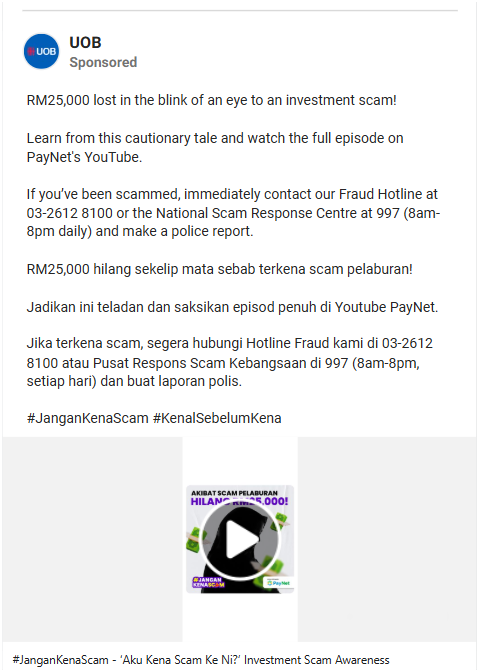 UOB
UOB
Sponsored
RM25,000 lost in the blink of an eye to an investment scam!
Learn from this cautionary tale and watch the full episode on
PayNet's YouTube.
If you’ve been scammed, immediately contact our Fraud Hotline at
03-2612 8100 or the National Scam Response Centre at 997 (8am-
8pm daily) and make a police report.
RM25,000 hilang sekelip mata sebab terkena scam pelaburan!
Jadikan ini teladan dan saksikan episod penuh di Youtube PayNet.
Jika terkena scam, segera hubungi Hotline Fraud kami di 03-2612
8100 atau Pusat Respons Scam Kebangsaan di 997 (8am-8pm,
setiap hari) dan buat laporan polis.
#JanganKenaScam #KenalSebelumKena
AKIBAT SCAM PELABURAN
HILANG RM25,000!
#JANGAN
KENASCAM
PayNet
#JanganKenaScam - ‘Aku Kena Scam Ke Ni?’ Investment Scam Awareness